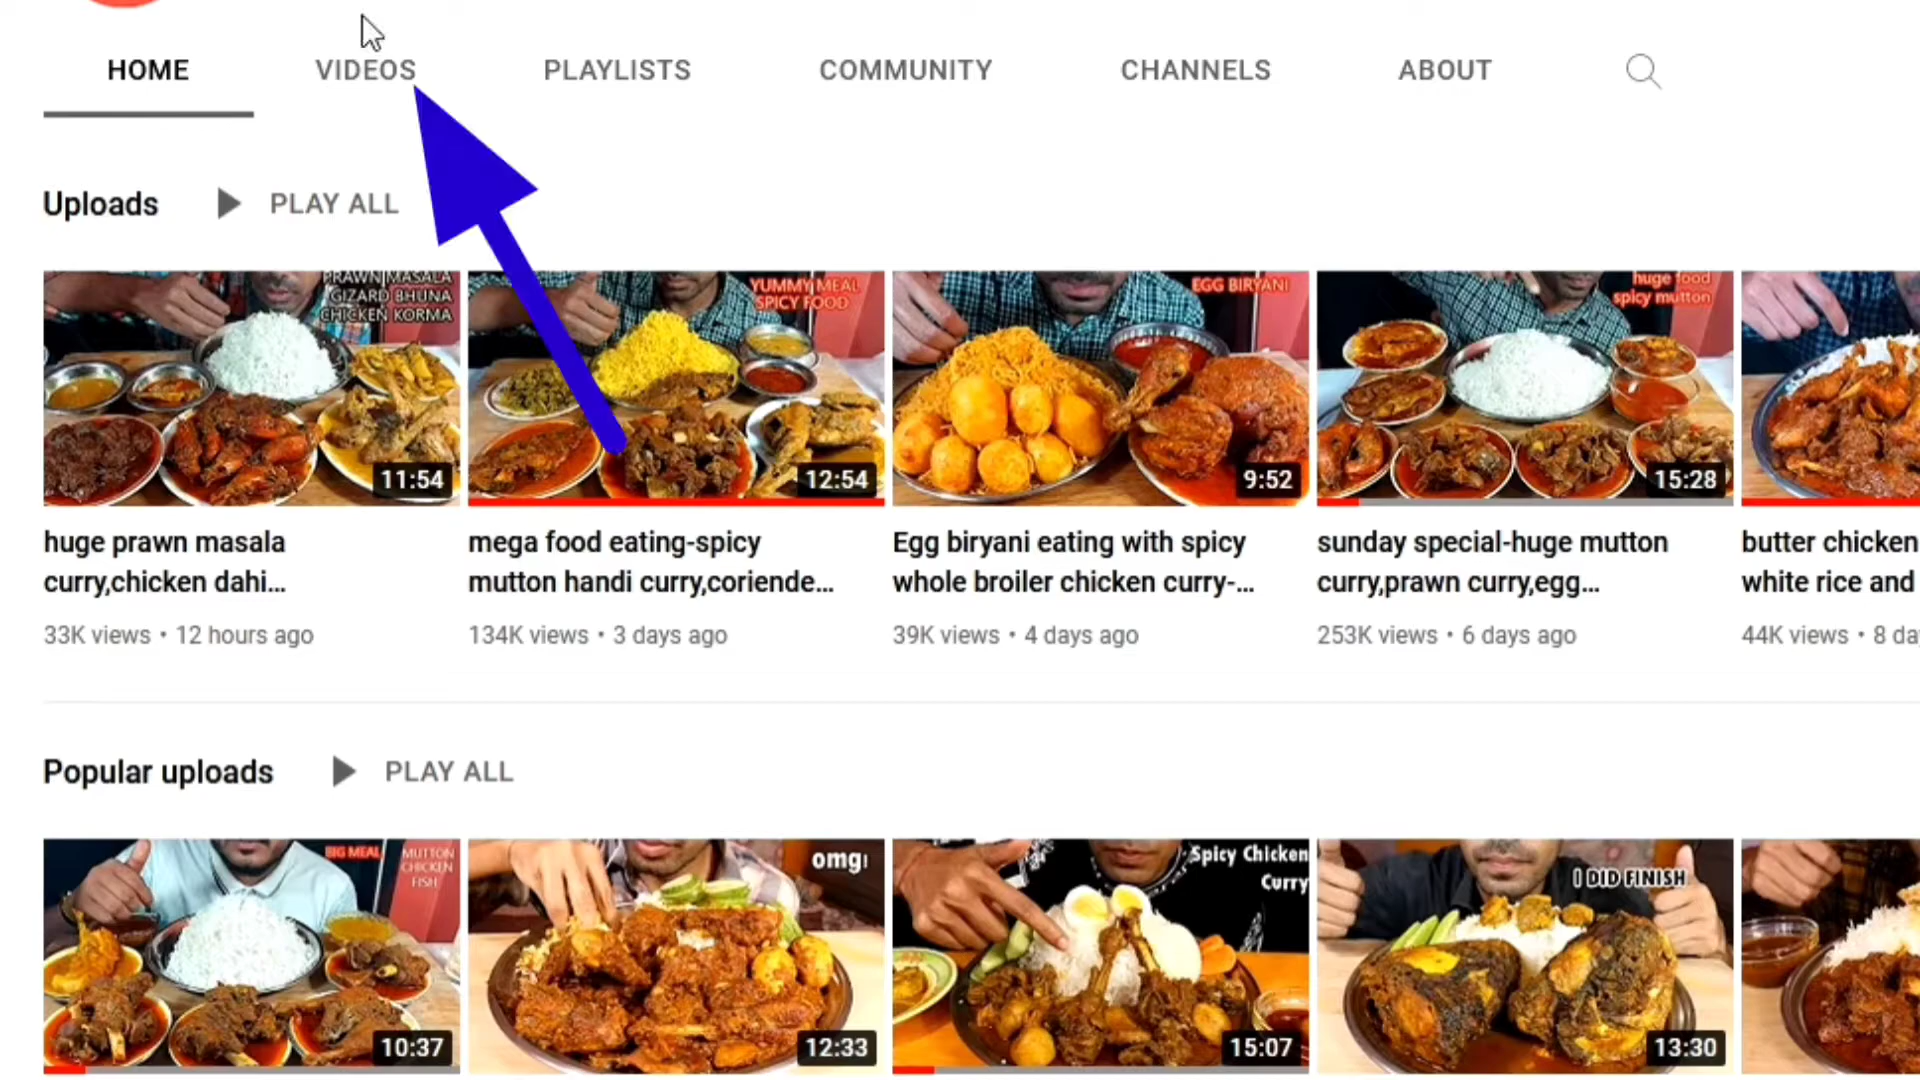 HOME VIDEOS PLAYLISTS COMMUNITY CHANNELS ABOUT
Uploads PLAY ALL
PRAWN MASALA
GIZARD BHUNA
CHICKEN KORMA
11:54
YUMMY MEAL
SPICY FOOD
12:54
EGG BIRYANI
9:52
huge food
spicy mutton
15:28
huge prawn masala
curry,chicken dahi...
33K views • 12 hours ago
mega food eating-spicy
mutton handi curry,coriende...
134K views • 3 days ago
Egg biryani eating with spicy
whole broiler chicken curry-...
39K views • 4 days ago
sunday special-huge mutton
curry,prawn curry,egg...
253K views • 6 days ago
butter chicken
white rice and
44K views • 8 da
Popular uploads PLAY ALL
BIG MEAL
MUTTON
CHICKEN
FISH
10:37
omg!
12:33
Spicy Chicken
Curry
15:07
I DID FINISH
13:30